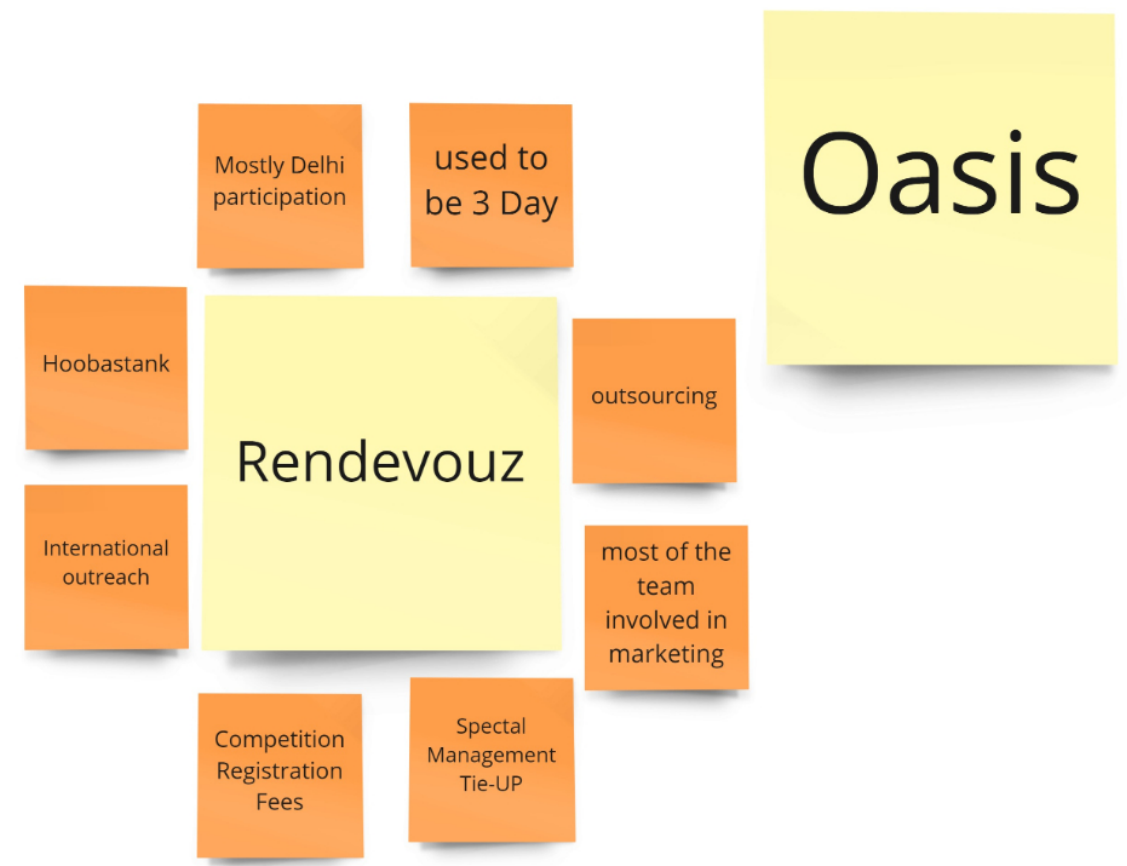 Mostly Delhi
participation
used to
be 3 Day
Oasis
Hoobastank
Rendevouz
outsourcing
International
outreach
most of the
team
involved in
marketing
Competition
Registration
Fees
Spectal
Management
Tie-UP